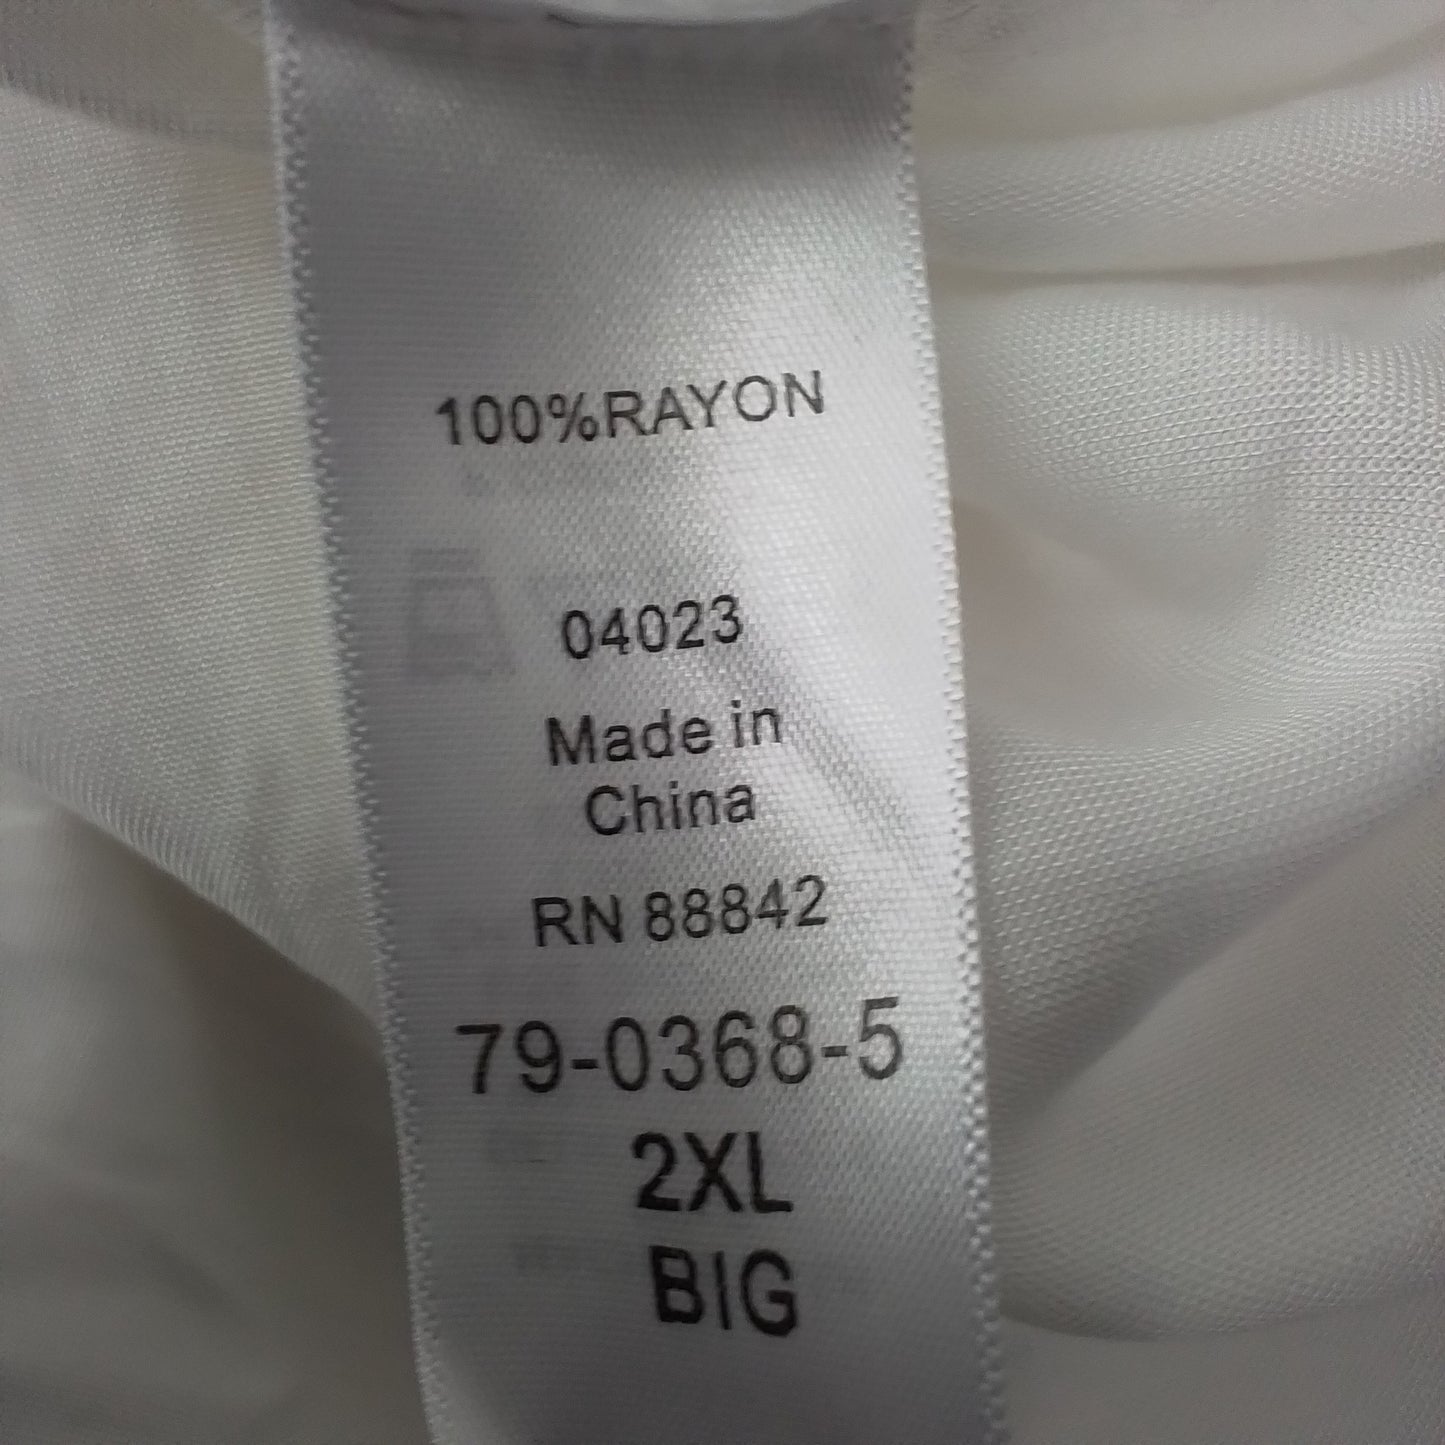 100%RAYON
04023
Made in
China
RN 88842
79-0368-5
2XL
BIG